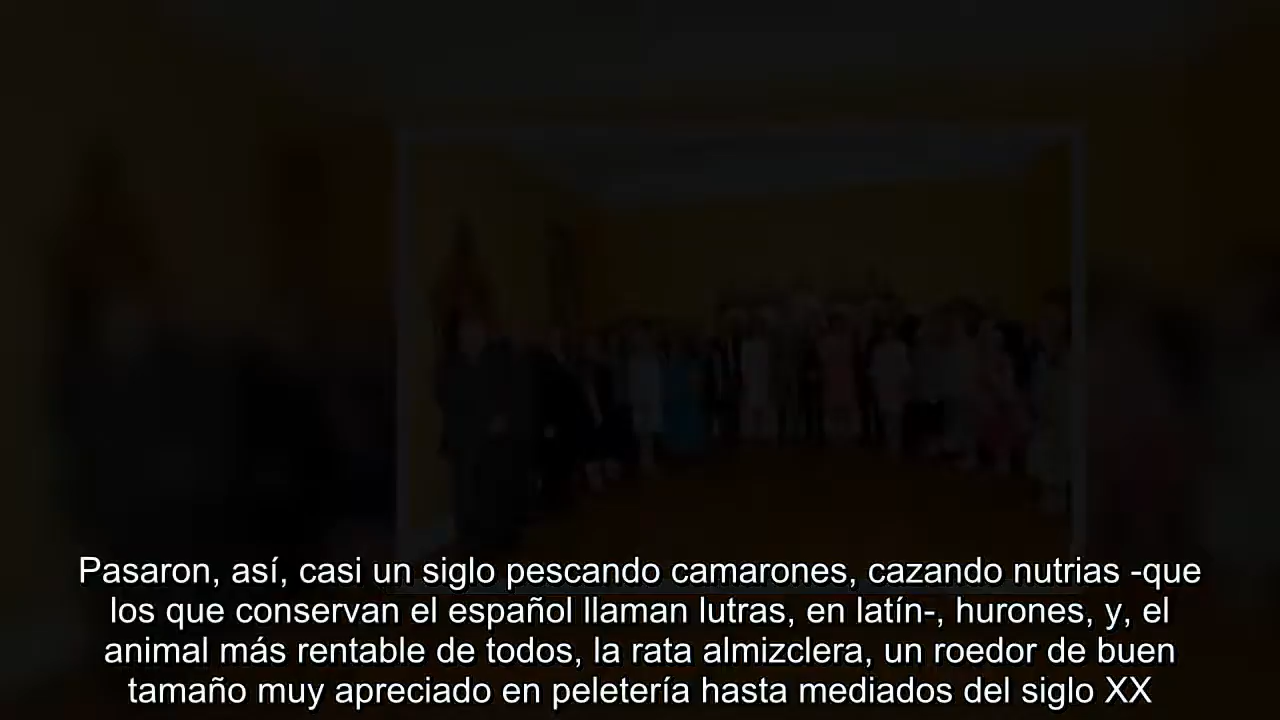 Pasaron, así, casi un siglo pescando camarones, cazando nutrias -que
los que conservan el español llaman lutras, en latín-, hurones, y, el
animal más rentable de todos, la rata almizclera, un roedor de buen
tamaño muy apreciado en peletería hasta mediados del siglo XX